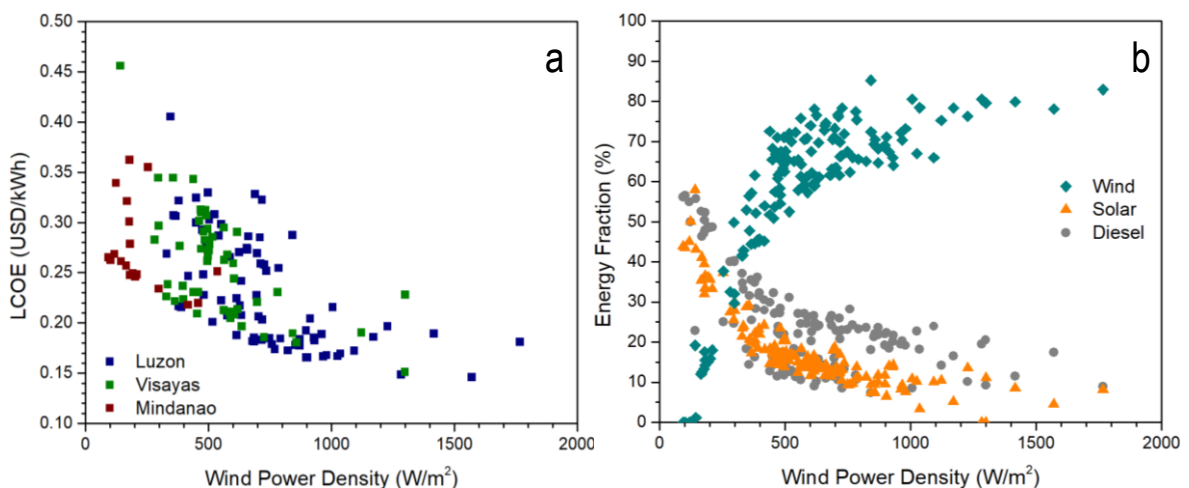 a
0.50
0.45
0.40
0.35
0.30
0.25
0.20
0.15
0.10
LCOE (USD/kWh)
Luzon
Visayas
Mindanao
0 500 1000 1500 2000
Wind Power Density (W/m²)
b
100
90
80
70
60
50
40
30
20
10
0
Energy Fraction (%)
Wind
Solar
Diesel
0 500 1000 1500 2000
Wind Power Density (W/m²)